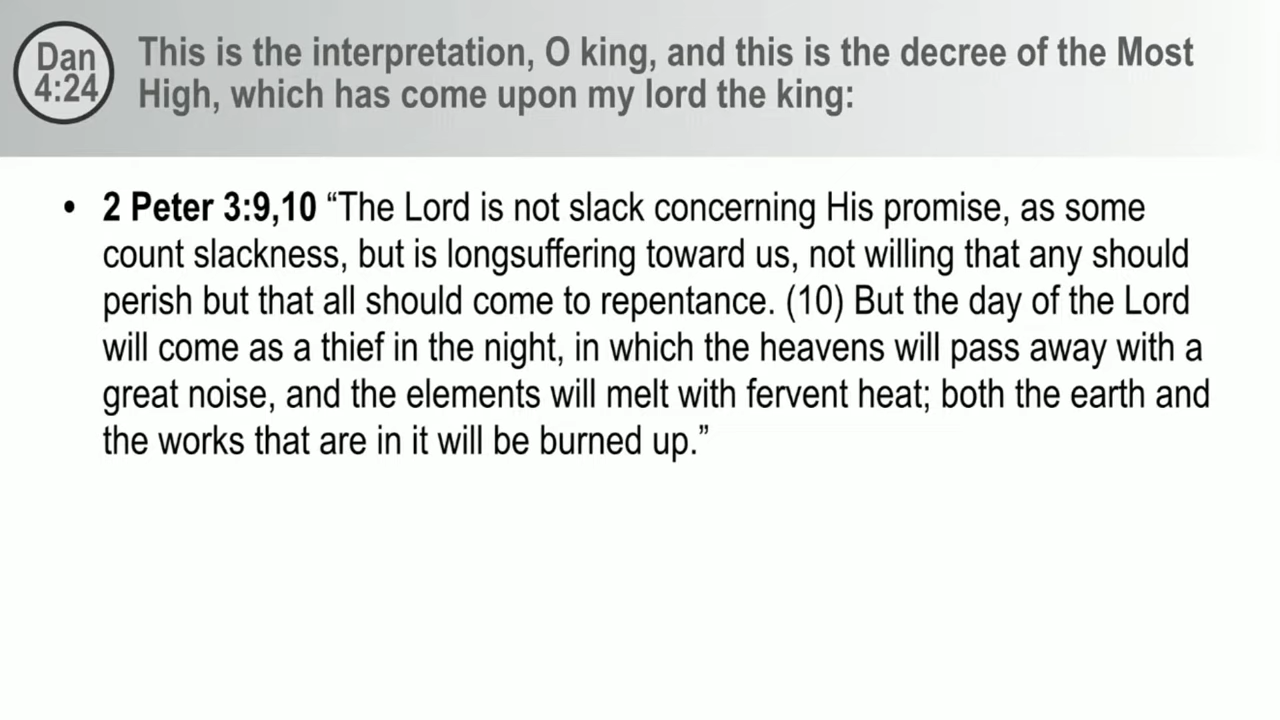 Dan
4:24
This is the interpretation, O king, and this is the decree of the Most
High, which has come upon my lord the king:
• 2 Peter 3:9,10 “The Lord is not slack concerning His promise, as some
count slackness, but is longsuffering toward us, not willing that any should
perish but that all should come to repentance. (10) But the day of the Lord
will come as a thief in the night, in which the heavens will pass away with a
great noise, and the elements will melt with fervent heat; both the earth and
the works that are in it will be burned up.”